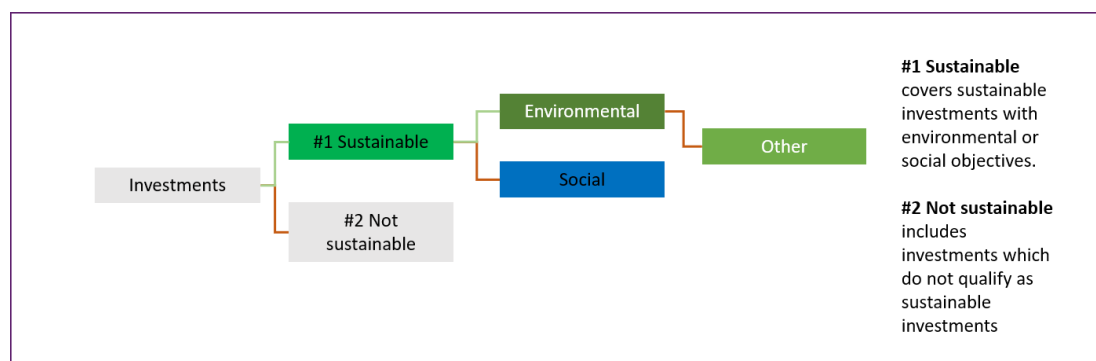 Investments
#1 Sustainable
#2 Not
sustainable
Environmental
Social
Other
#1 Sustainable
covers sustainable
investments with
environmental or
social objectives.
#2 Not sustainable
includes
investments which
do not qualify as
sustainable
investments